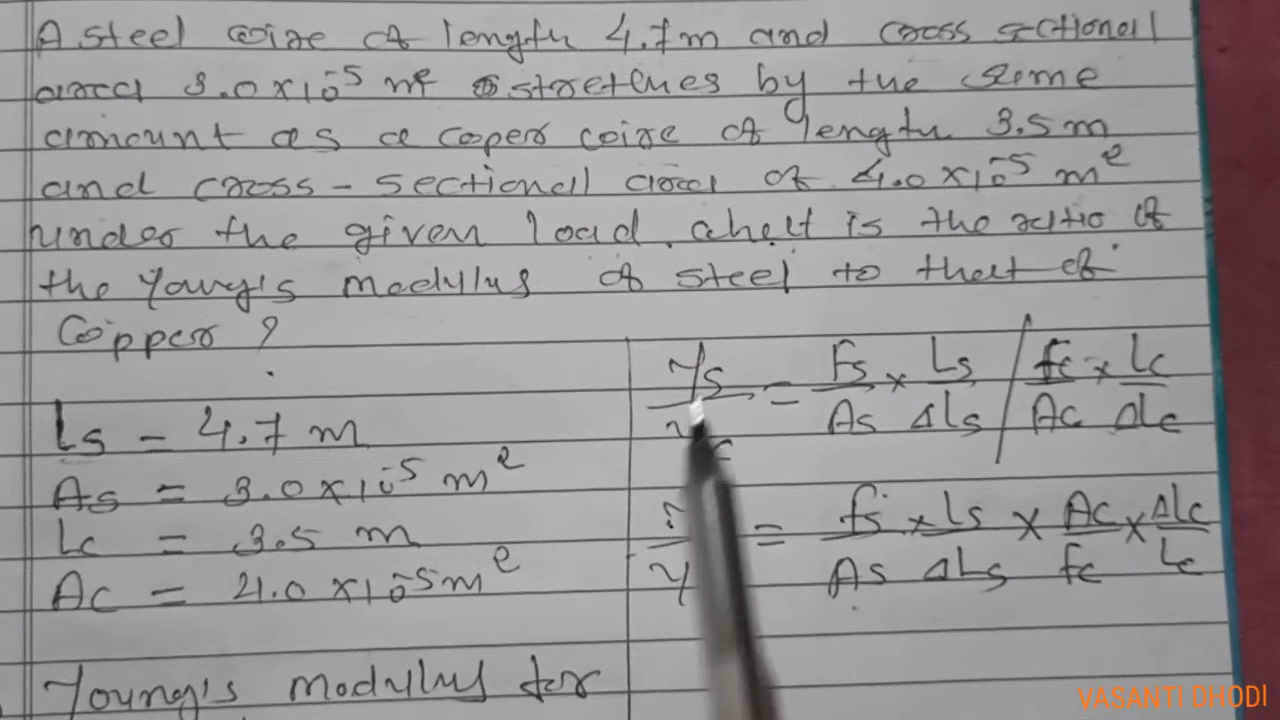 A steel wire of length 4.7m and cross sectional
area 3.0×10⁻⁵ m² stretches by the same
amount as a coper wire of length 3.5m
and cross-sectional area of 4.0×10⁻⁵ m²
under the given load. what is the ratio of
the Young's modulus of steel to that of
Copper?
Ls = 4.7 m
As = 3.0×10⁻⁵ m²
Lc = 3.5 m
Ac = 4.0×10⁻⁵ m²
Young's modulus for
Ys = Fs/As × Ls/ΔLs / Fc/Ac × Lc/ΔLc
= Fs/As × Ls/ΔLs × Ac/Fc × ΔLc/Lc
VASANTI DHODI